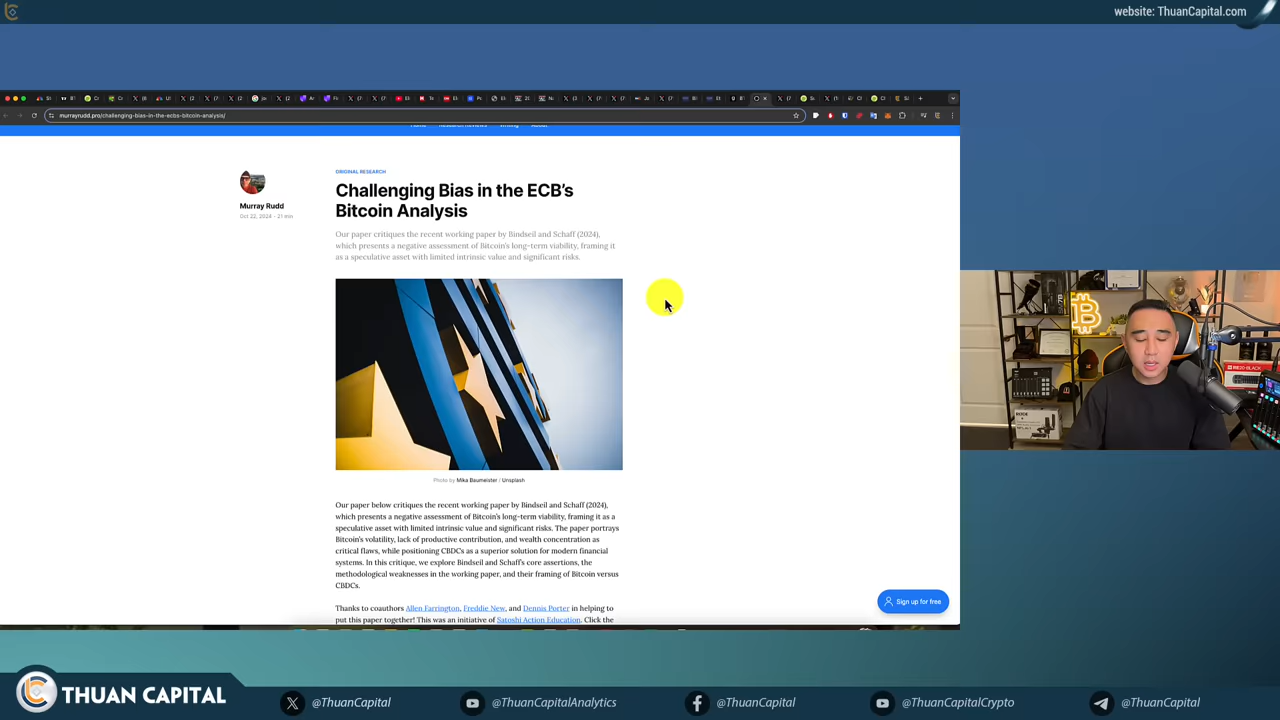 website: ThuanCapital.com
murrayrudd.pro/challenging-bias-in-the-ecbs-bitcoin-analysis/
ORIGINAL RESEARCH
Challenging Bias in the ECB's
Bitcoin Analysis
Murray Rudd
Oct 22, 2024 • 21 min
Our paper critiques the recent working paper by Bindseil and Schaff (2024),
which presents a negative assessment of Bitcoin's long-term viability, framing it
as a speculative asset with limited intrinsic value and significant risks.
Photo by Mika Baumeister / Unsplash
Our paper below critiques the recent working paper by Bindseil and Schaff (2024),
which presents a negative assessment of Bitcoin's long-term viability, framing it as a
speculative asset with limited intrinsic value and significant risks. The paper portrays
Bitcoin's volatility, lack of productive contribution, and wealth concentration as
critical flaws, while positioning CBDCs as a superior solution for modern financial
systems. In this critique, we explore Bindseil and Schaff's core assertions, the
methodological weaknesses in the working paper, and their framing of Bitcoin versus
CBDCs.
Thanks to coauthors Allen Farrington, Freddie New, and Dennis Porter in helping to
put this paper together! This was an initiative of Satoshi Action Education. Click the
Sign up for free
THUAN CAPITAL
@ThuanCapital
@ThuanCapitalAnalytics
@ThuanCapital
@ThuanCapitalCrypto
@ThuanCapital